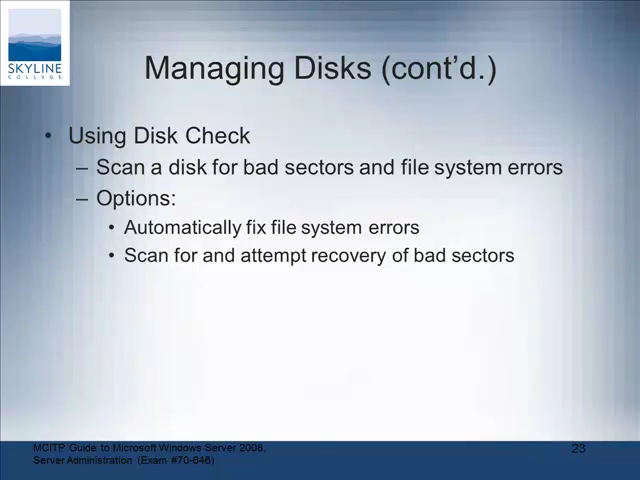 SKYLINE
COLLEGE
Managing Disks (cont’d.)
• Using Disk Check
– Scan a disk for bad sectors and file system errors
– Options:
• Automatically fix file system errors
• Scan for and attempt recovery of bad sectors
MCITP Guide to Microsoft Windows Server 2008,
Server Administration (Exam #70-646)
23